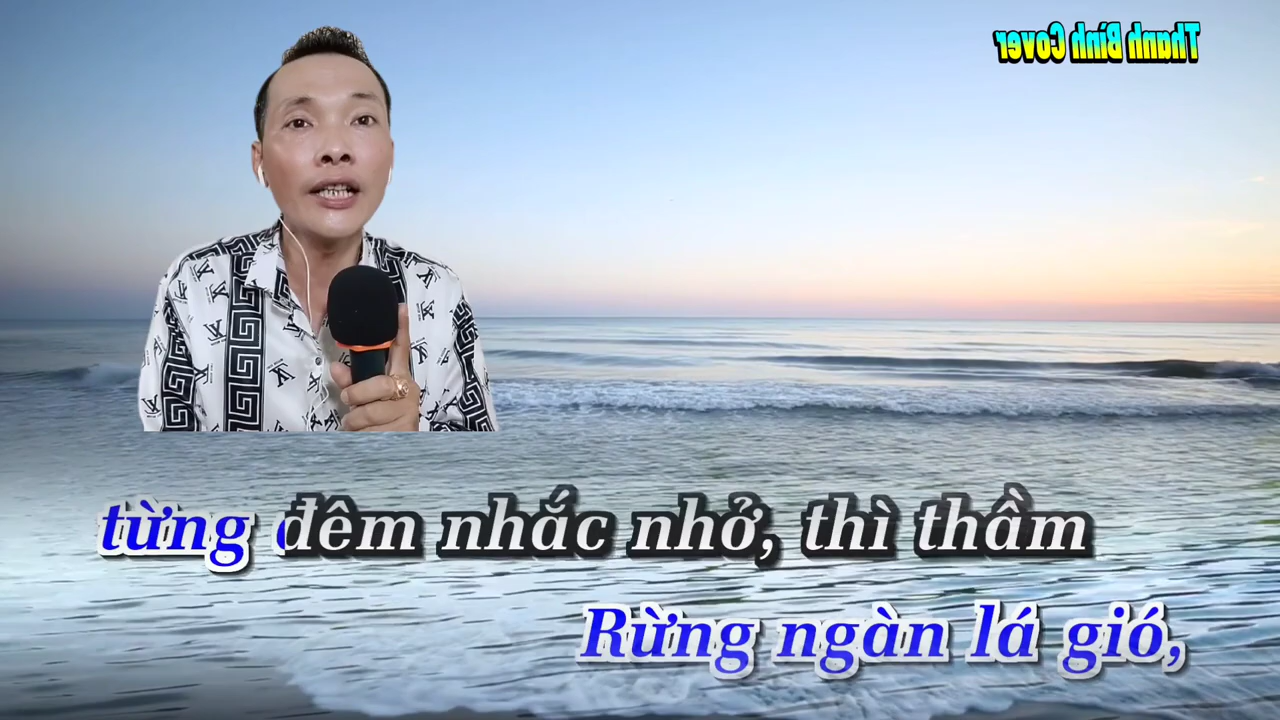 Thanh Bình Cover
từng đêm nhắc nhở, thì thầm
Rừng ngàn lá gió,